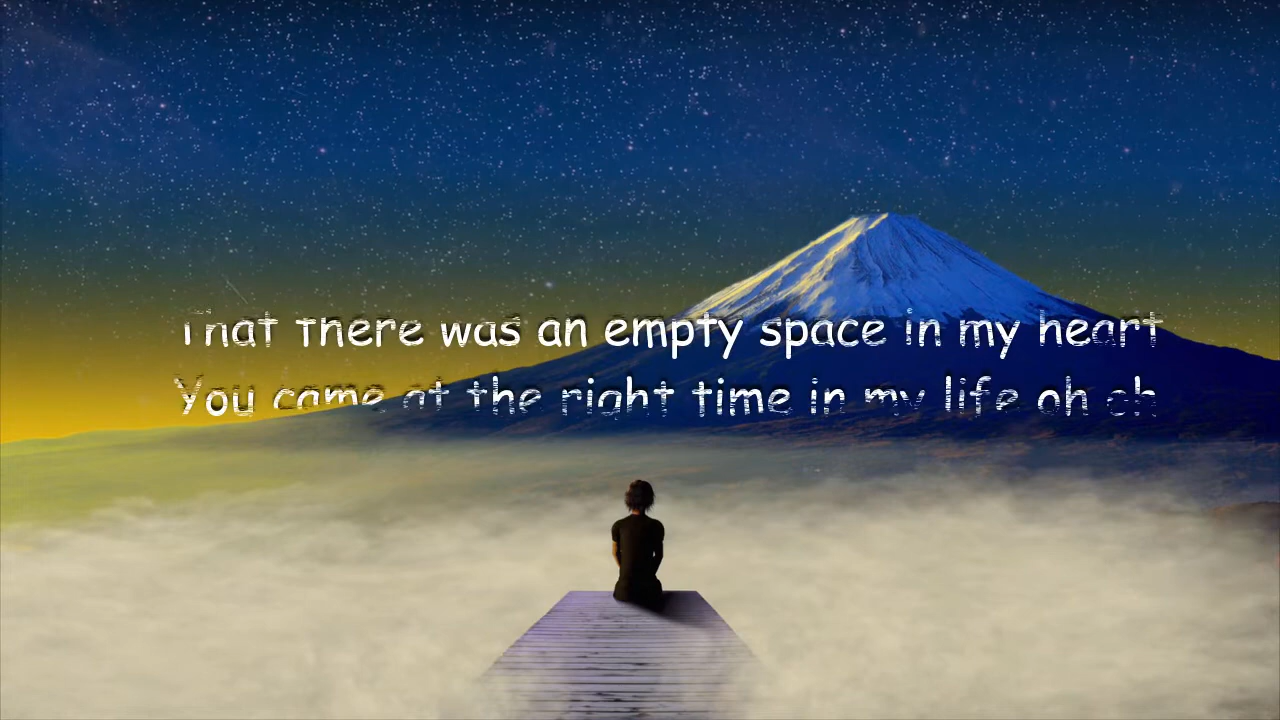 That there was an empty space in my heart
You came at the right time in my life oh oh